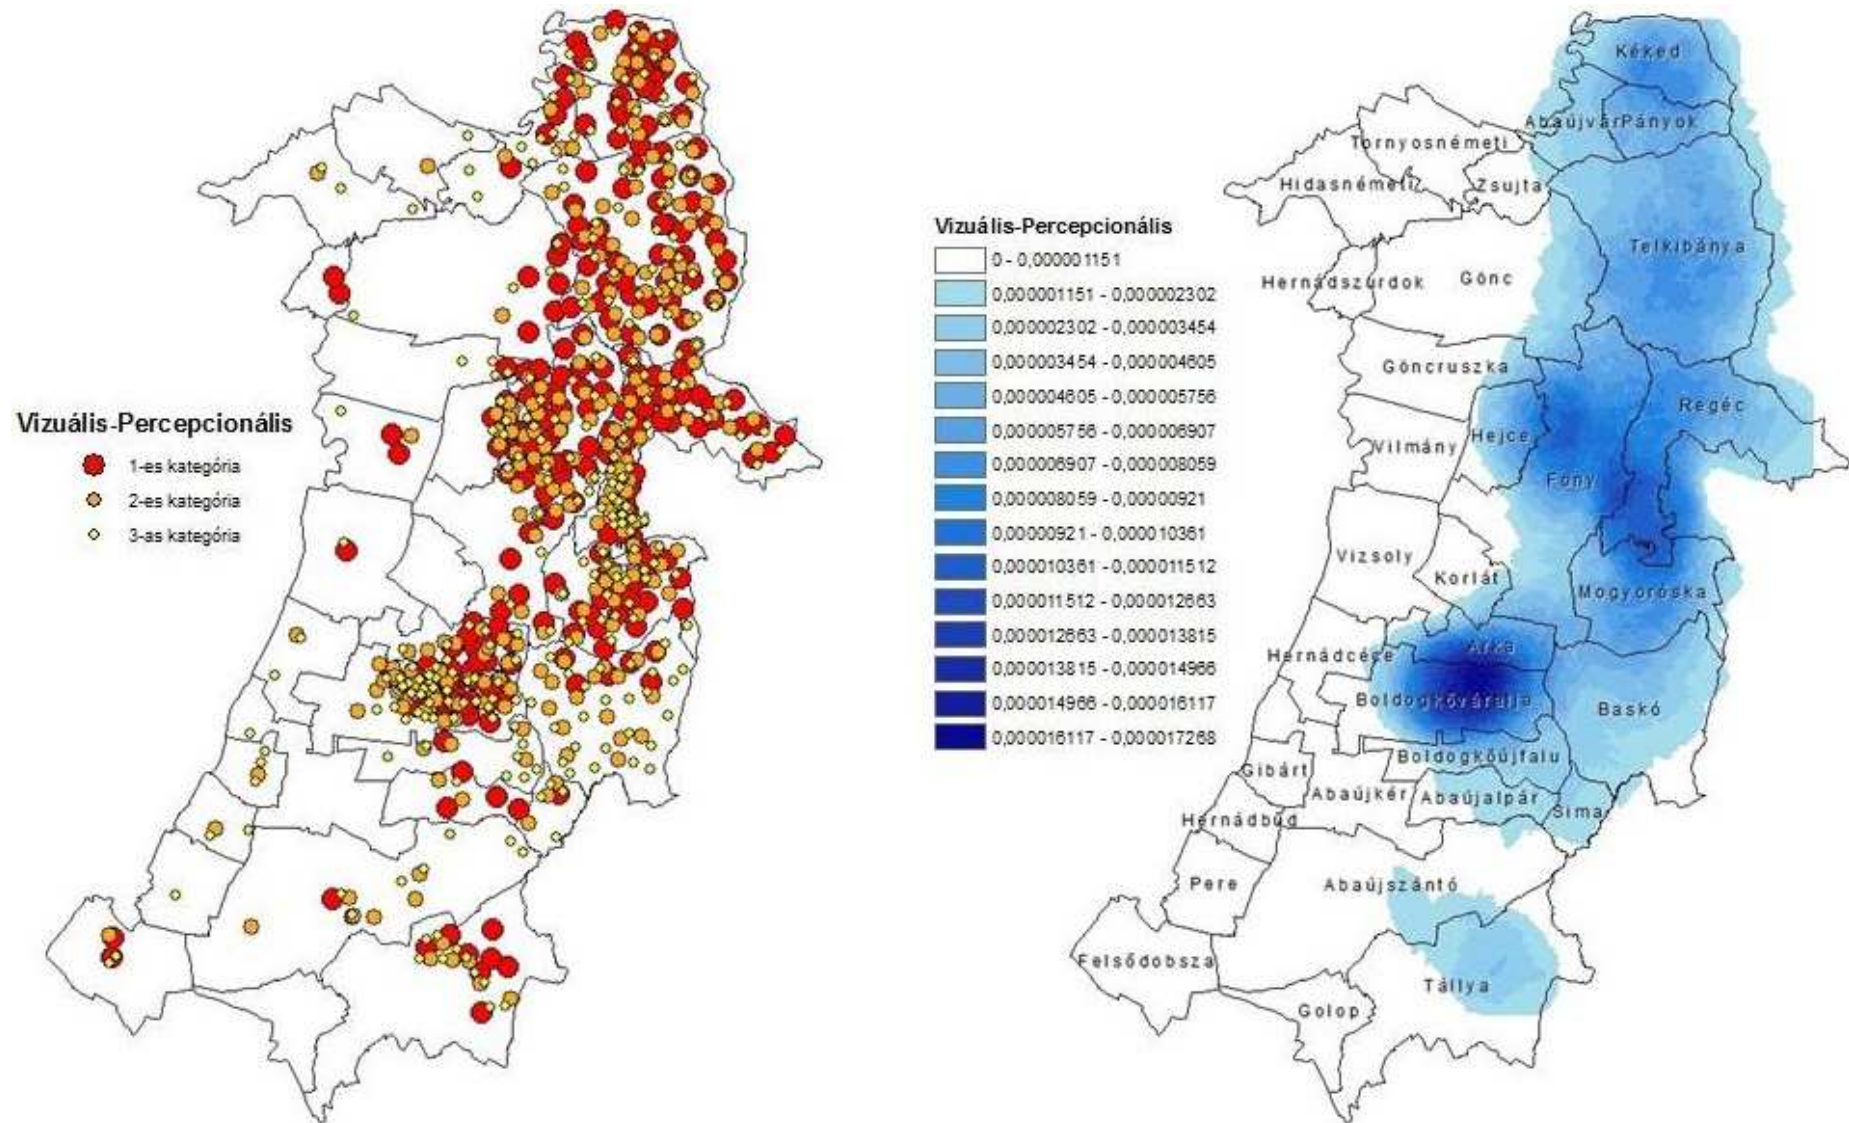 Vizuális-Percepcionális
1-es kategória
2-es kategória
3-as kategória
Vizuális-Percepcionális
0 - 0,000001151
0,000001151 - 0,000002302
0,000002302 - 0,000003454
0,000003454 - 0,000004605
0,000004605 - 0,000005756
0,000005756 - 0,000006907
0,000006907 - 0,000008059
0,000008059 - 0,00000921
0,00000921 - 0,000010361
0,000010361 - 0,000011512
0,000011512 - 0,000012663
0,000012663 - 0,000013815
0,000013815 - 0,000014966
0,000014966 - 0,000016117
0,000016117 - 0,000017268
Kéked
Abaújvár
Pányok
Tornyosnémeti
Hidasnémeti
Zsujta
Telkibánya
Hernádszurdok
Gönc
Göncruszka
Regéc
Hejce
Vilmány
Fony
Vizsoly
Korlát
Mogyoróska
Arka
Hernádcéce
Boldogkőváralja
Baskó
Boldogkőújfalu
Gibárt
Abaújkér
Abaújalpár
Sima
Hernádbűd
Pere
Abaújszántó
Felsődobsza
Tállya
Golop